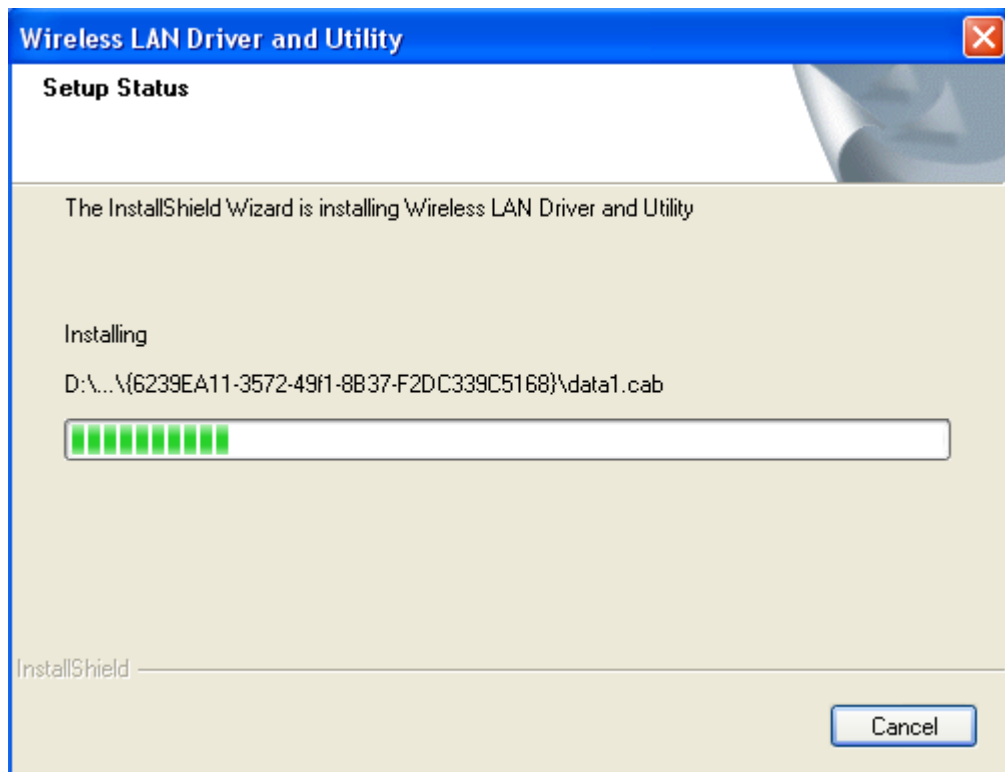 Wireless LAN Driver and Utility
Setup Status
The InstallShield Wizard is installing Wireless LAN Driver and Utility
Installing
D:\...\{6239EA11-3572-49f1-8B37-F2DC339C5168}\data1.cab
InstallShield
Cancel